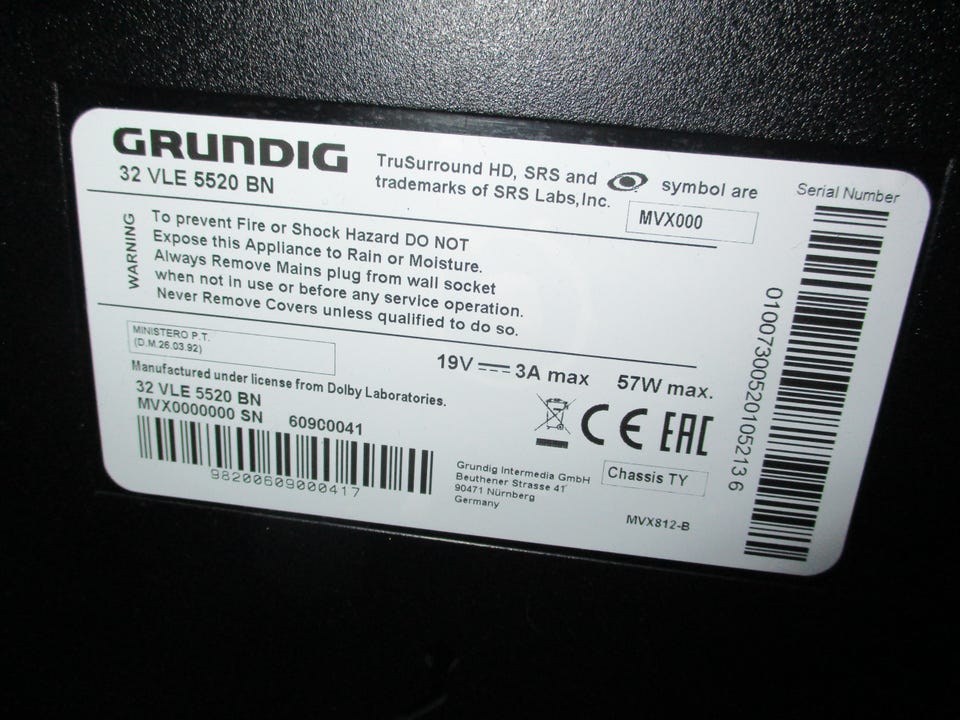 GRUNDIG
32 VLE 5520 BN
TruSurround HD, SRS and symbol are
trademarks of SRS Labs,Inc.
MVX000
Serial Number
WARNING
To prevent Fire or Shock Hazard DO NOT
Expose this Appliance to Rain or Moisture.
Always Remove Mains plug from wall socket
when not in use or before any service operation.
Never Remove Covers unless qualified to do so.
MINISTERO P.T.
(D.M.26.03.92)
19V 3A max 57W max.
Manufactured under license from Dolby Laboratories.
32 VLE 5520 BN
MVX0000000 SN 60900041
98200609000417
CE EAC
Grundig Intermedia GmbH
Beuthener Strasse 41
90471 Nürnberg
Germany
Chassis TY
MVX812-B